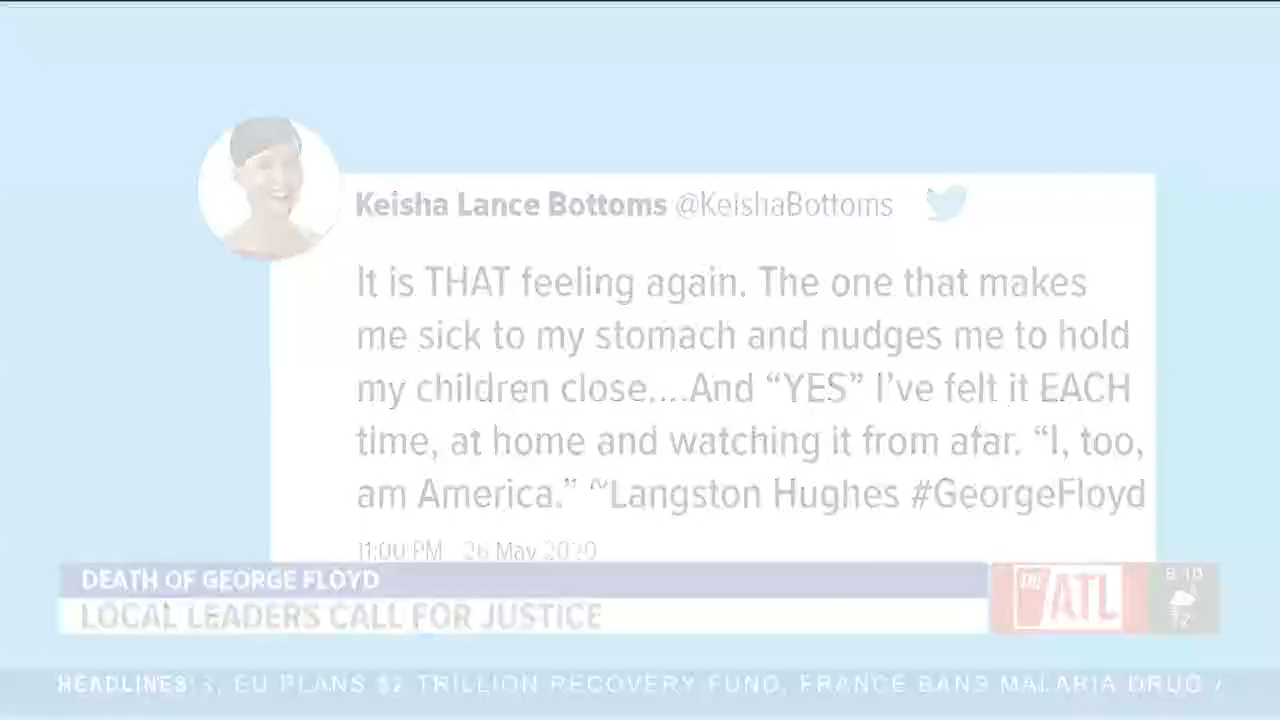 Keisha Lance Bottoms @KeishaBottoms
It is THAT feeling again. The one that makes
me sick to my stomach and nudges me to hold
my children close....And “YES” I’ve felt it EACH
time, at home and watching it from afar. “I, too,
am America.” ~Langston Hughes #GeorgeFloyd
11:00 PM 26 May 2020
DEATH OF GEORGE FLOYD
LOCAL LEADERS CALL FOR JUSTICE
THE ATL
8:10
HEADLINES: EU PLANS $2 TRILLION RECOVERY FUND, FRANCE BANS MALARIA DRUG